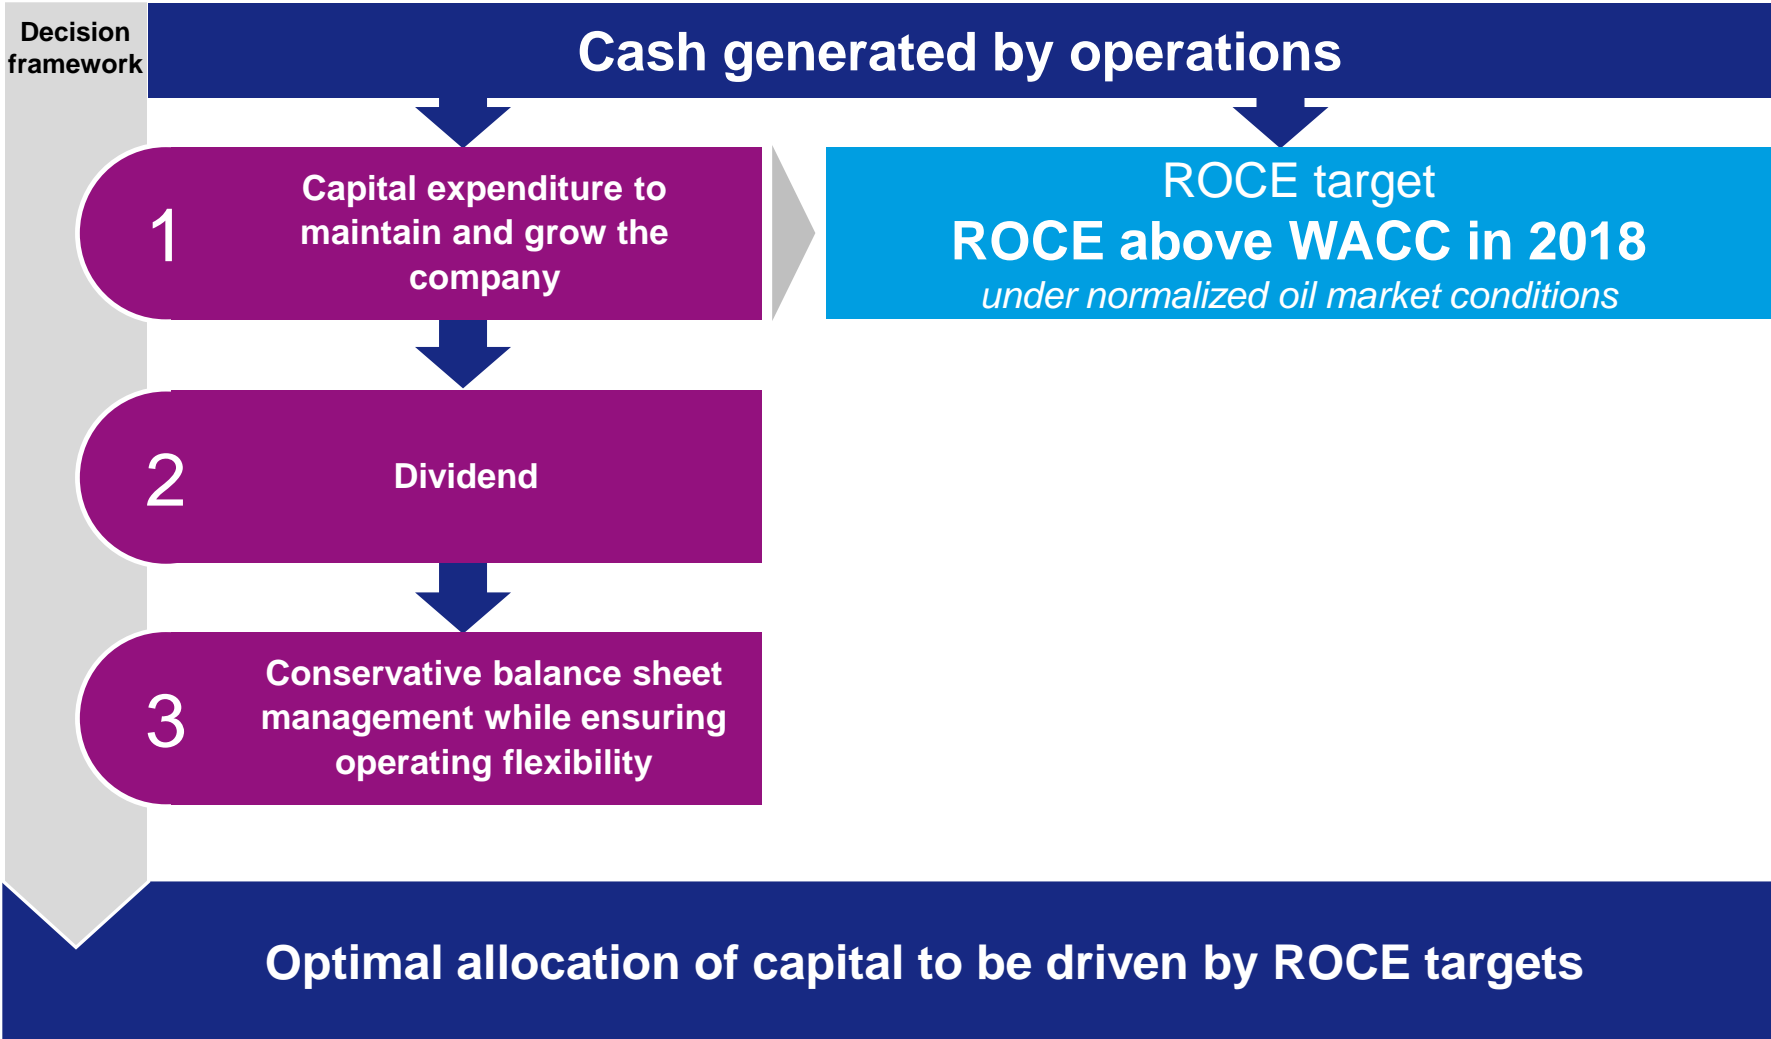 Decision
framework
Cash generated by operations
1
Capital expenditure to
maintain and grow the
company
ROCE target
ROCE above WACC in 2018
under normalized oil market conditions
2
Dividend
3
Conservative balance sheet
management while ensuring
operating flexibility
Optimal allocation of capital to be driven by ROCE targets